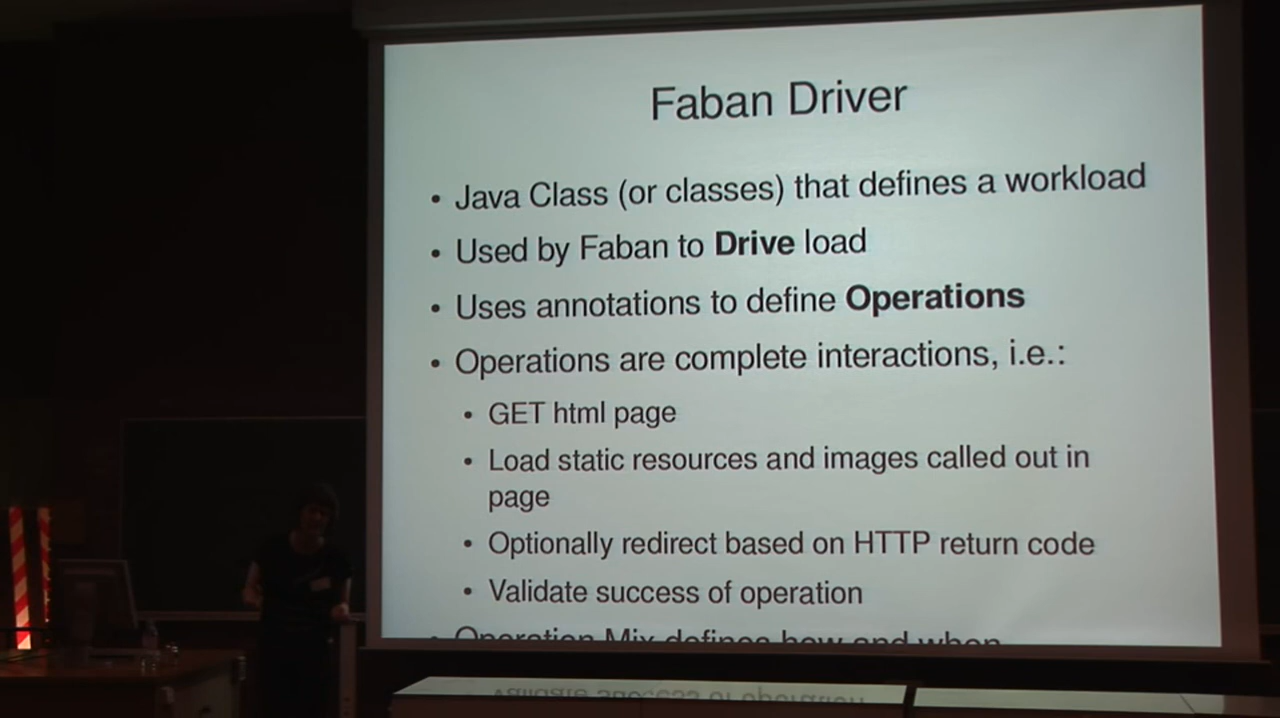 Faban Driver
• Java Class (or classes) that defines a workload
• Used by Faban to Drive load
• Uses annotations to define Operations
• Operations are complete interactions, i.e.:
• GET html page
• Load static resources and images called out in
page
• Optionally redirect based on HTTP return code
• Validate success of operation
• Operation Mix defines how and when